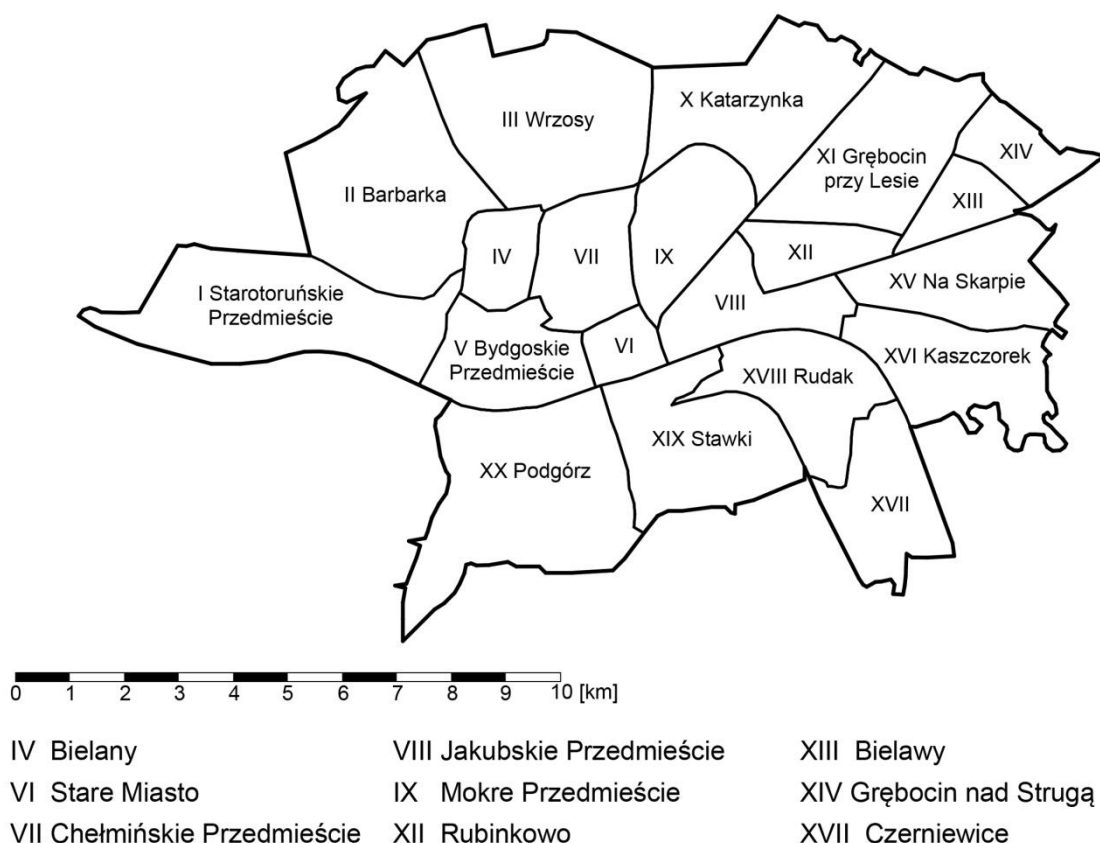 X Katarzynka
III Wrzosy
XI Grębocin
przy Lesie
XIV
II Barbarka
XIII
IV
VII
IX
XII
I Starotoruńskie
Przedmieście
XV Na Skarpie
VIII
V Bydgoskie
Przedmieście
VI
XVI Kaszczorek
XVIII Rudak
XIX Stawki
XX Podgórz
XVII
0 1 2 3 4 5 6 7 8 9 10 [km]
IV Bielany
VI Stare Miasto
VII Chełmińskie Przedmieście
VIII Jakubskie Przedmieście
IX Mokre Przedmieście
XII Rubinkowo
XIII Bielawy
XIV Grębocin nad Strugą
XVII Czerniewice